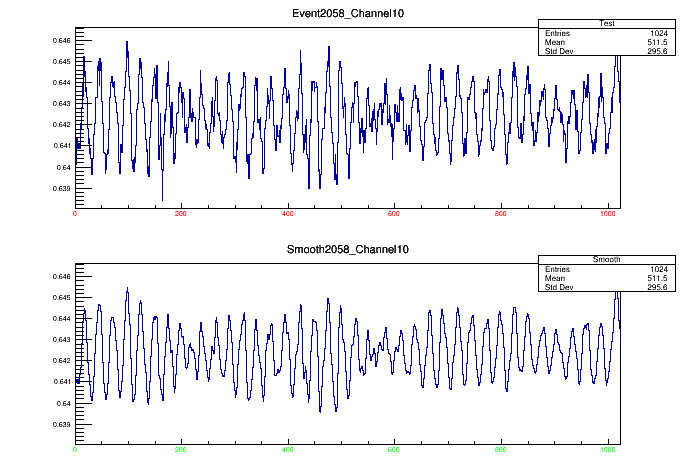 Event2058_Channel10
Test
Entries 1024
Mean 511.5
Std Dev 295.6
0.646
0.645
0.644
0.643
0.642
0.641
0.64
0.639
0 200 400 600 800 1000
Smooth2058_Channel10
Smooth
Entries 1024
Mean 511.5
Std Dev 295.6
0.646
0.645
0.644
0.643
0.642
0.641
0.64
0.639
0 200 400 600 800 1000